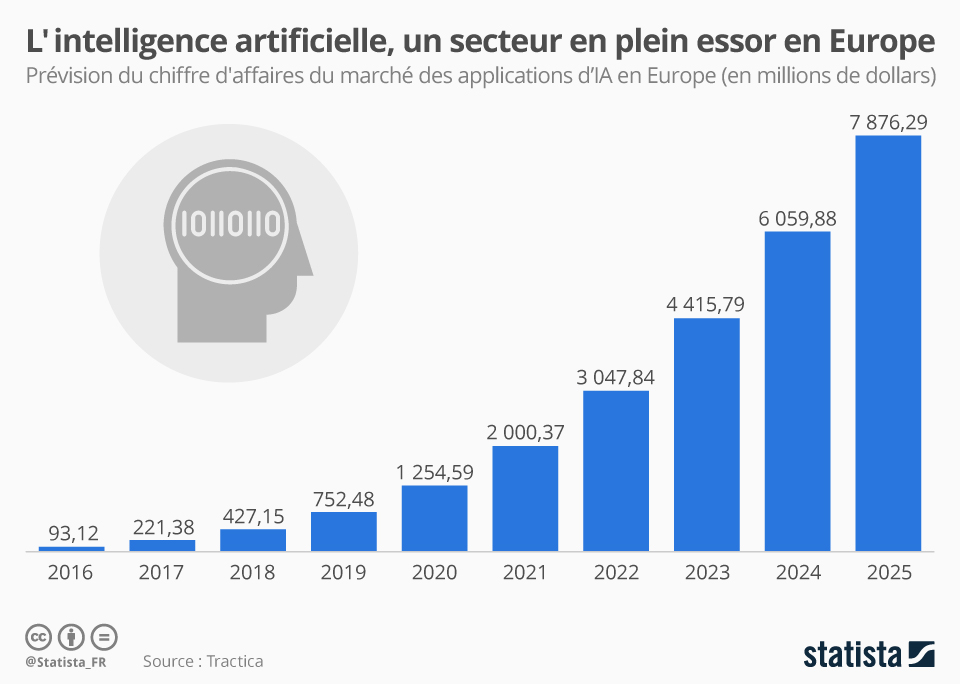 L' intelligence artificielle, un secteur en plein essor en Europe
Prévision du chiffre d'affaires du marché des applications d’IA en Europe (en millions de dollars)
7 876,29
6 059,88
4 415,79
3 047,84
2 000,37
1 254,59
752,48
427,15
221,38
93,12
10110110
2016 2017 2018 2019 2020 2021 2022 2023 2024 2025
cc
@Statista_FR Source : Tractica
statista